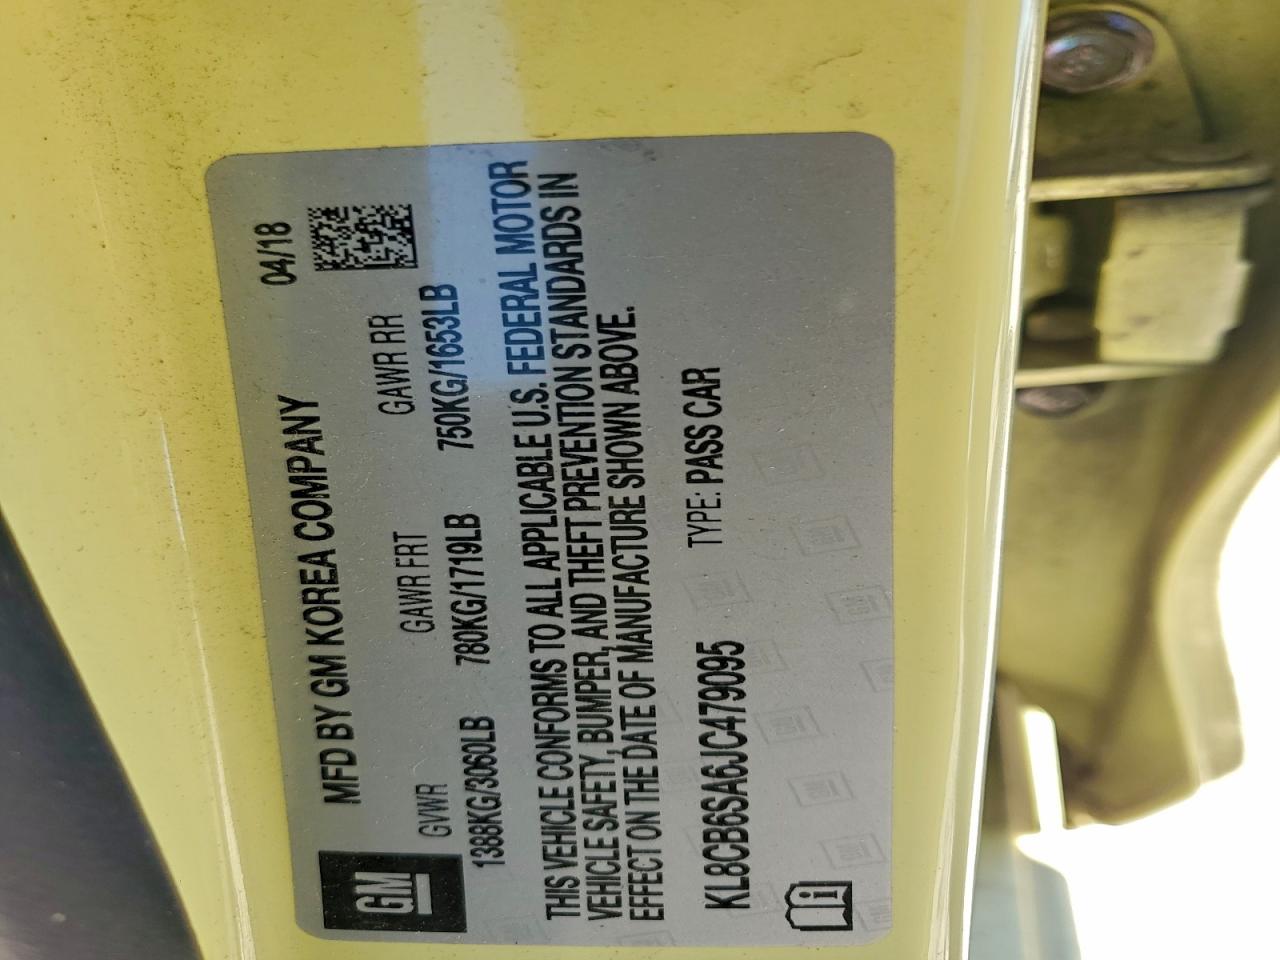 GM
MFD BY GM KOREA COMPANY 04/18
GVWR GAWR FRT GAWR RR
1388KG/3060LB 780KG/1719LB 750KG/1653LB
THIS VEHICLE CONFORMS TO ALL APPLICABLE U.S. FEDERAL MOTOR
VEHICLE SAFETY, BUMPER, AND THEFT PREVENTION STANDARDS IN
EFFECT ON THE DATE OF MANUFACTURE SHOWN ABOVE.
KL8CB6SA6JC479095 TYPE: PASS CAR